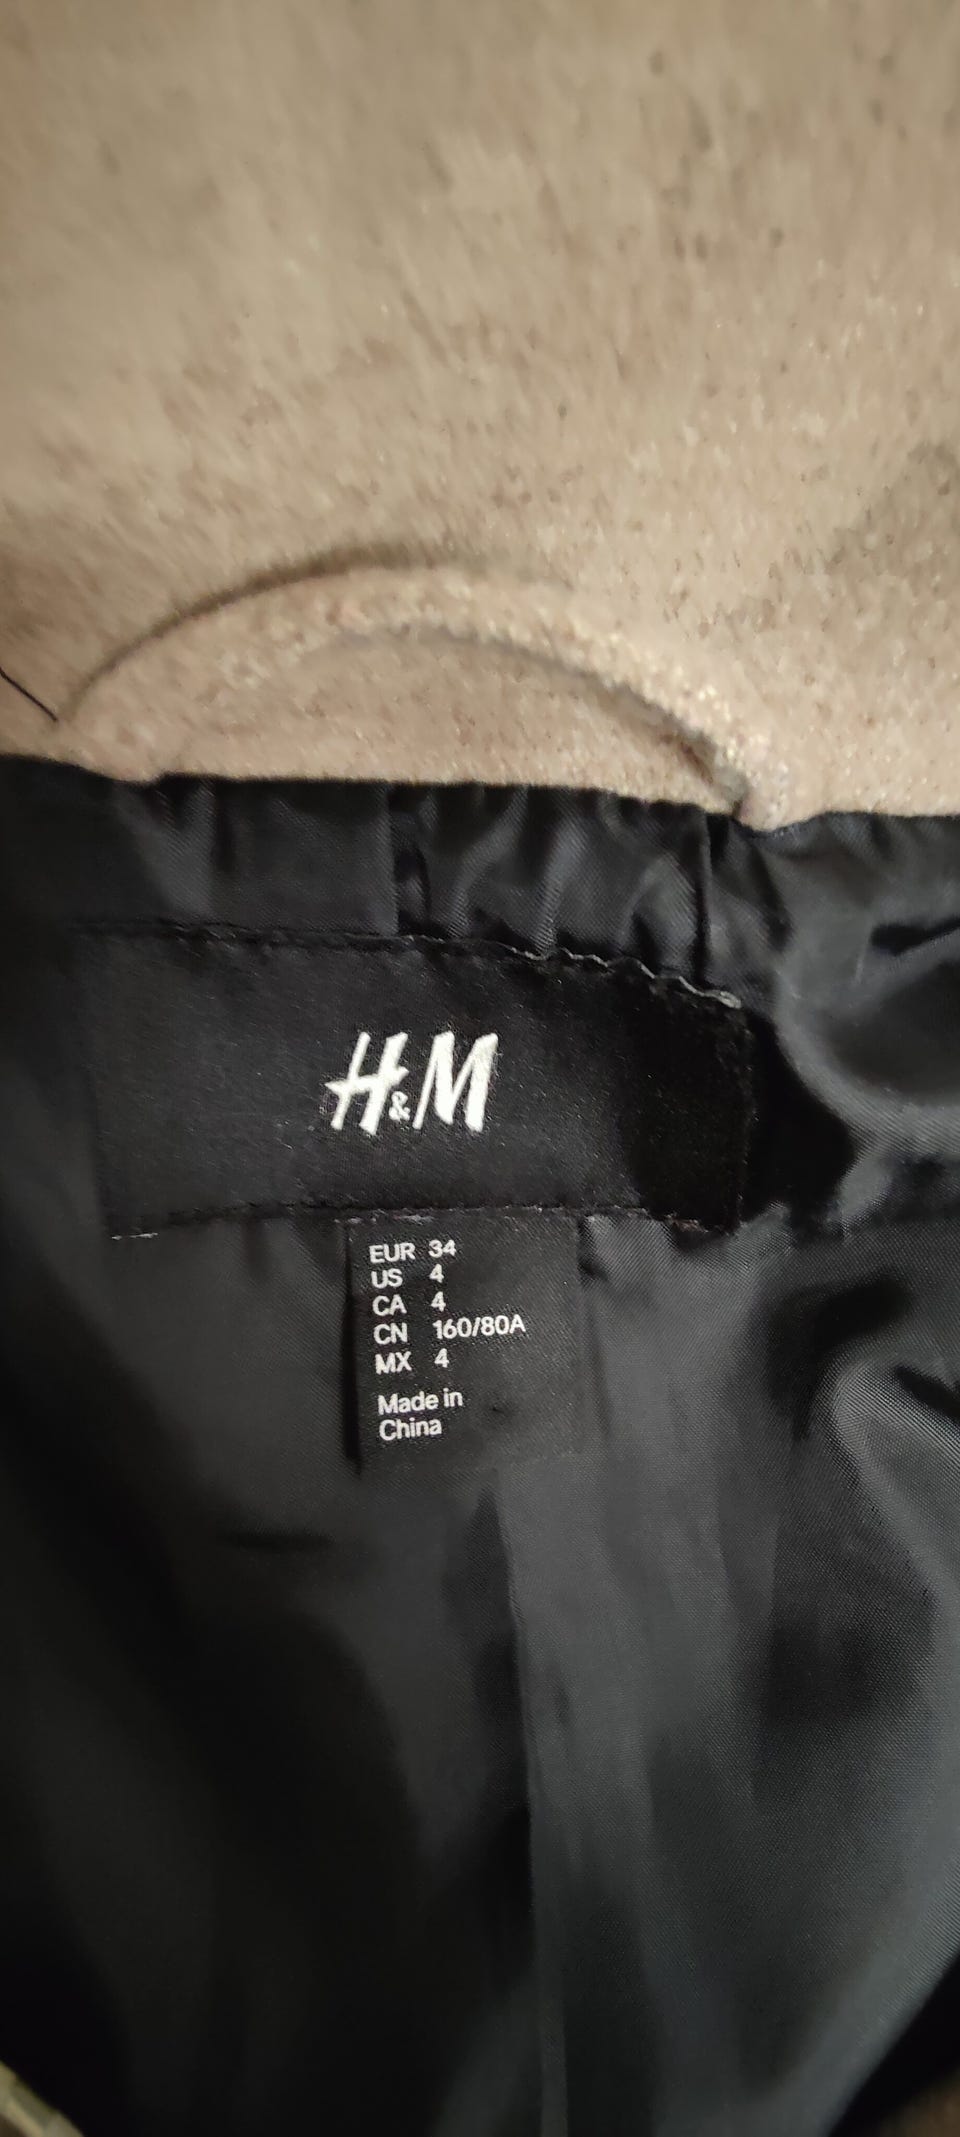 H&M
EUR 34
US 4
CA 4
CN 160/80A
MX 4
Made in
China